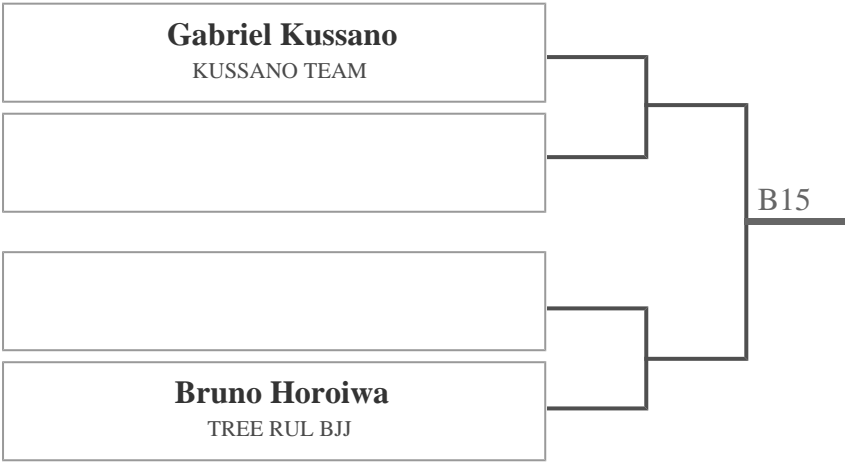 Gabriel Kussano
KUSSANO TEAM
B15
Bruno Horoiwa
TREE RUL BJJ